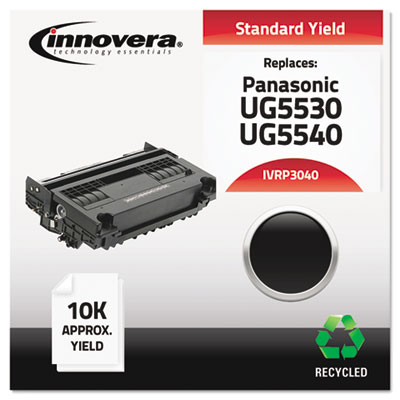 innovera
technology essentials
Standard Yield
Replaces:
Panasonic
UG5530
UG5540
IVRP3040
10K
APPROX.
YIELD
RECYCLED